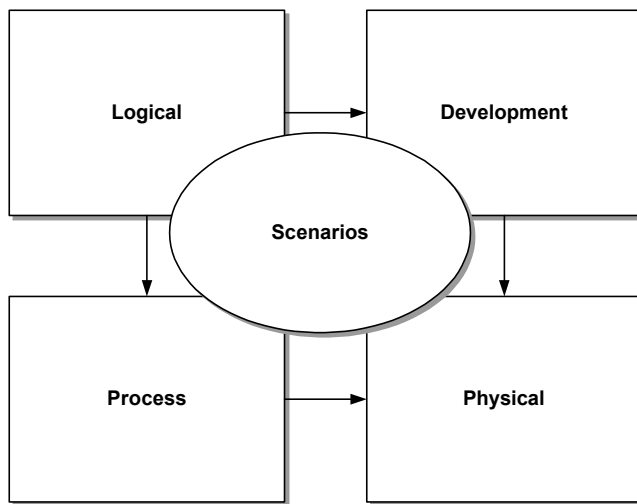 Logical
Development
Scenarios
Process
Physical